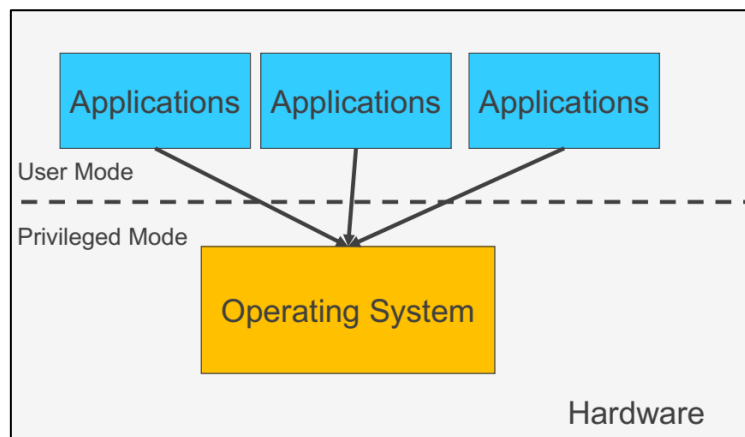 Applications
Applications
Applications
User Mode
Privileged Mode
Operating System
Hardware